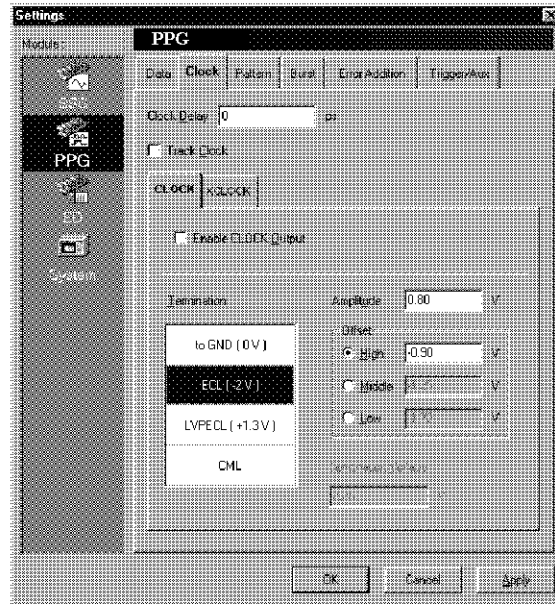 Settings
Module:
PPG
PPG
ED
System
Data Clock Pattern Burst Error Addition Trigger/Aux
Clock Delay 0 ps
Track Clock
CLOCK XCLOCK
Enable CLOCK Output
Termination
to GND ( 0 V )
ECL ( -2 V )
LVPECL ( +1.3 V )
CML
Amplitude 0.80 V
Offset
High -0.90 V
Middle V
Low V
OK Cancel Apply